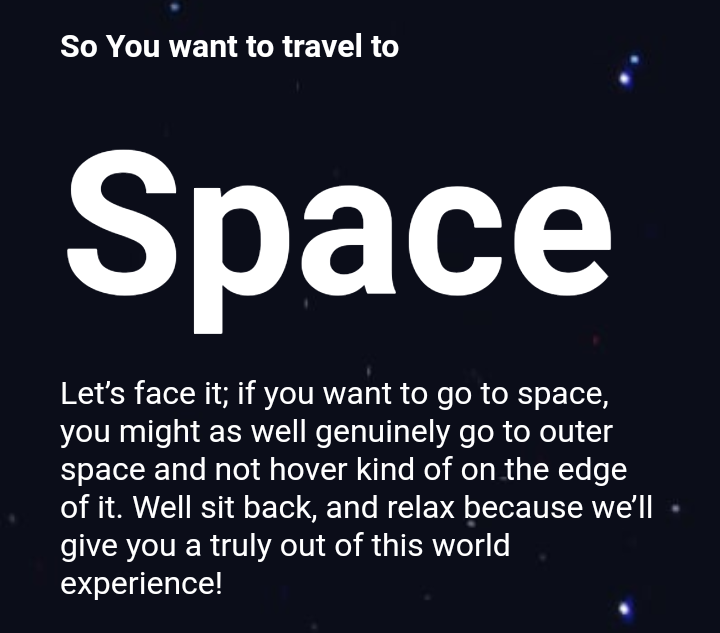 So You want to travel to
Space
Let’s face it; if you want to go to space,
you might as well genuinely go to outer
space and not hover kind of on the edge
of it. Well sit back, and relax because we’ll
give you a truly out of this world
experience!